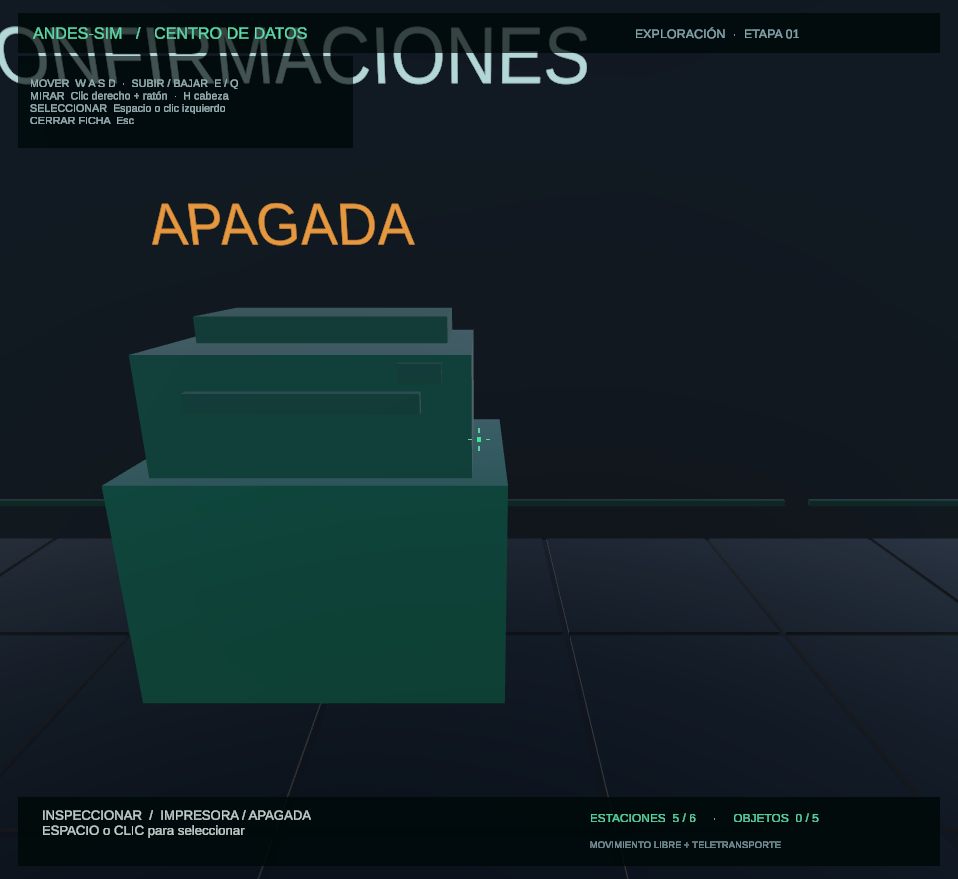 ONFIRMACIONES
ANDES-SIM / CENTRO DE DATOS
EXPLORACIÓN · ETAPA 01
MOVER W A S D · SUBIR / BAJAR E / Q
MIRAR Clic derecho + ratón · H cabeza
SELECCIONAR Espacio o clic izquierdo
CERRAR FICHA Esc
APAGADA
INSPECCIONAR / IMPRESORA / APAGADA
ESPACIO o CLIC para seleccionar
ESTACIONES 5 / 6 · OBJETOS 0 / 5
MOVIMIENTO LIBRE + TELETRANSPORTE